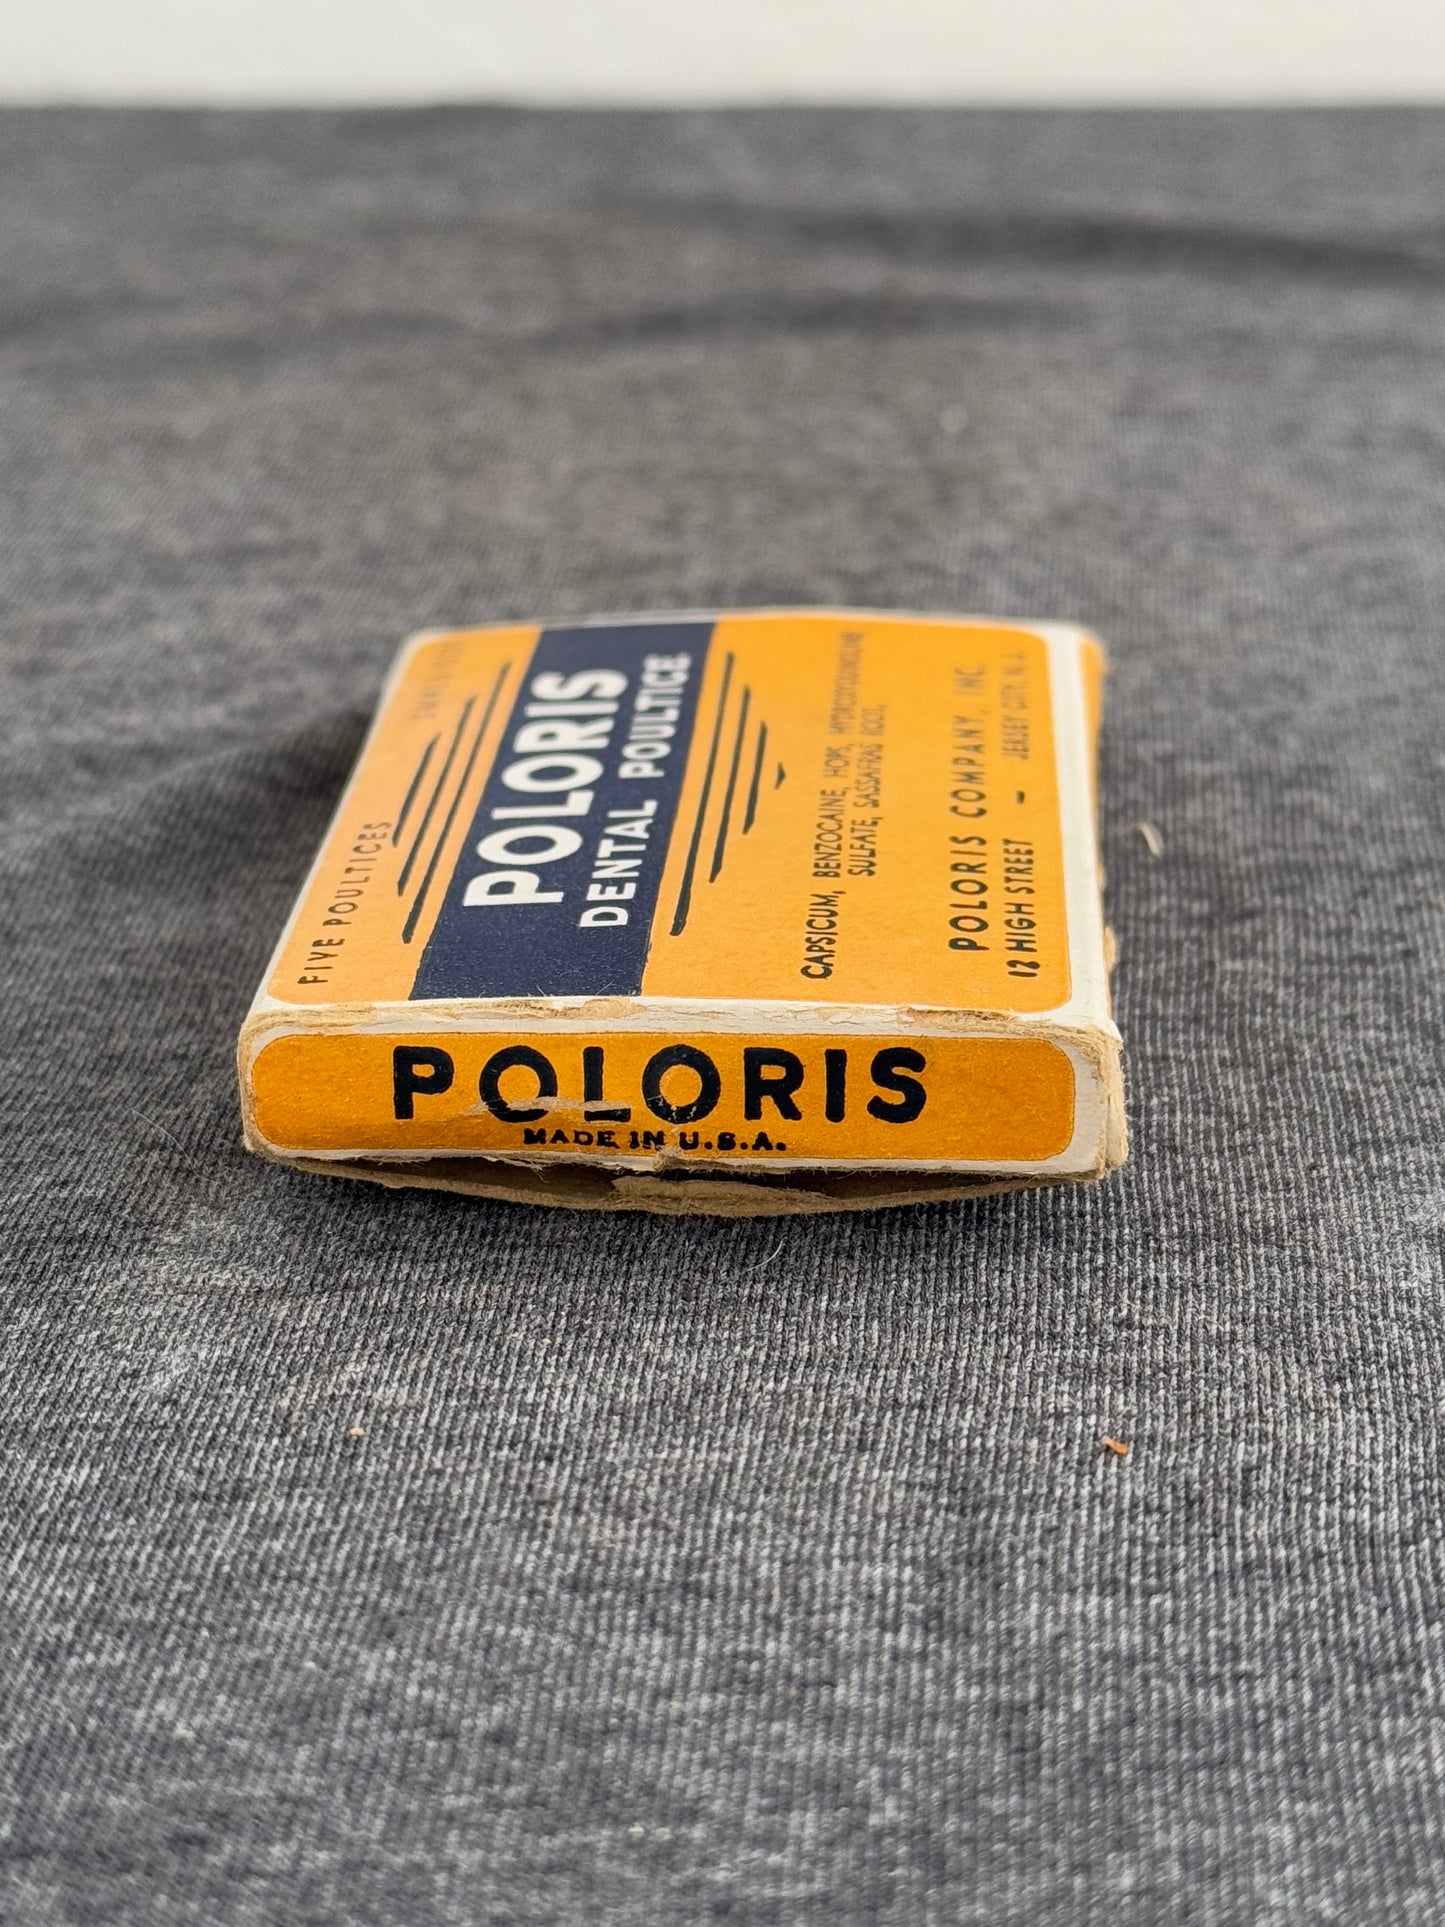 FIVE POULTICES
POLORIS
DENTAL POULTICE
CAPSICUM, BENZOCAINE, HOPS, HYDROXYQUINOLINE
SULFATE, SASSAFRAS ROOT.
POLORIS COMPANY, INC.
12 HIGH STREET — JERSEY CITY, N. J.
POLORIS
MADE IN U.S.A.